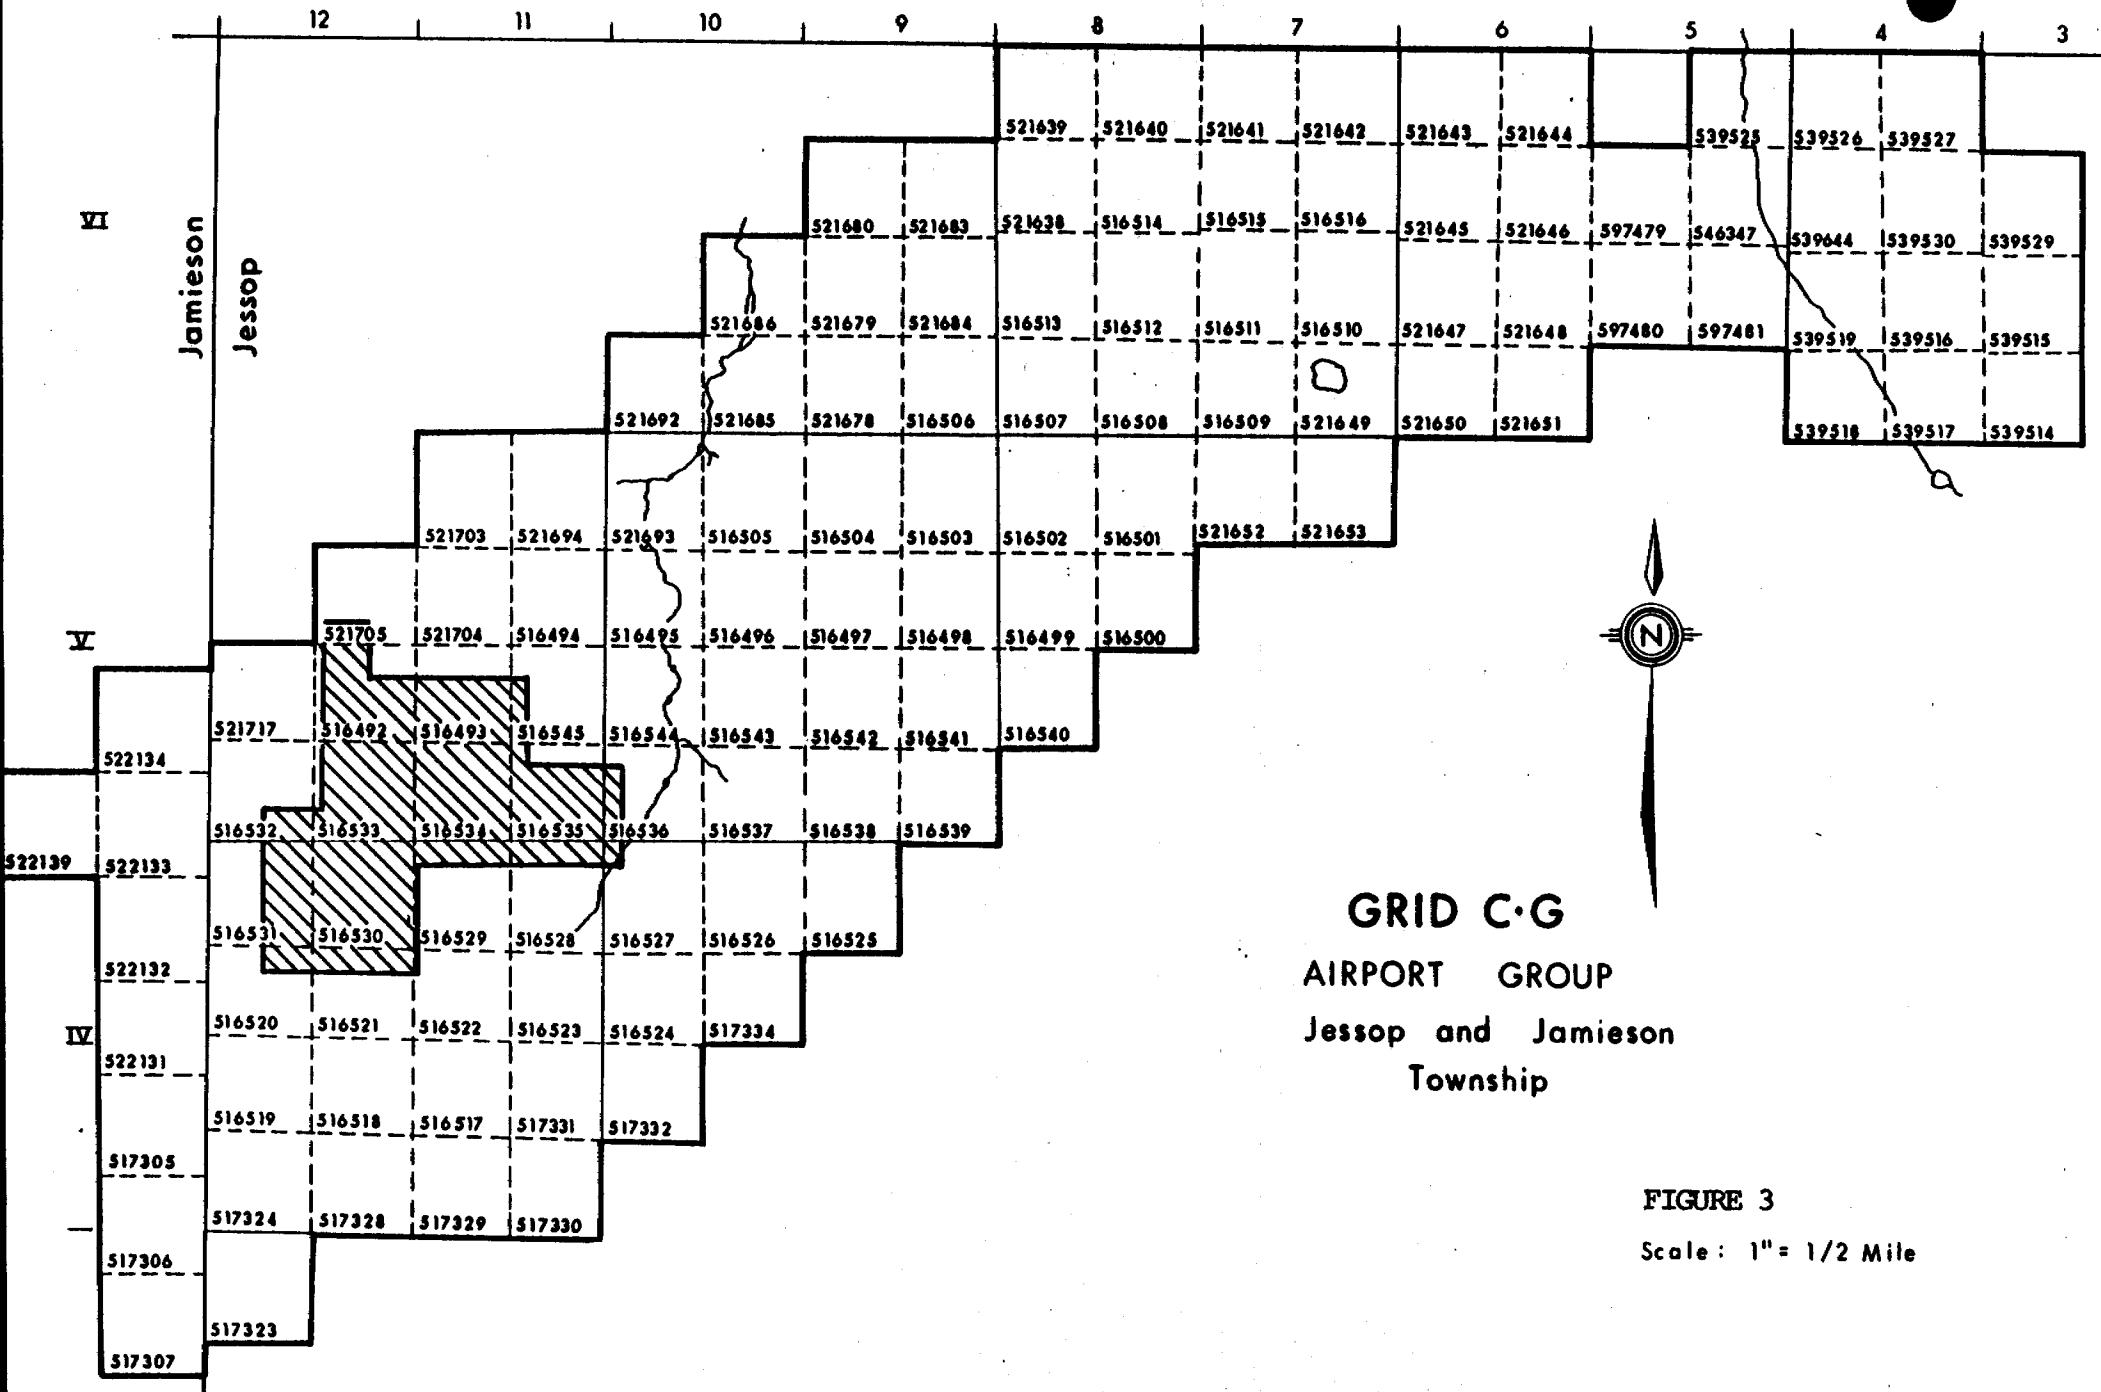 12 11 10 9 8 7 6 5 4 3
521639 521640 521641 521642 521643 521644 539525 539526 539527
VI
Jamieson
Jessop
521680 521683 521638 516514 516515 516516 521645 521646 597479 546347 539644 539530 539529
521686 521679 521684 516513 516512 516511 516510 521647 521648 597480 597481 539519 539516 539515
521692 521685 521678 516506 516507 516508 516509 521649 521650 521651 539518 539517 539514
521703 521694 521693 516505 516504 516503 516502 516501 521652 521653
V
521705 521704 516494 516495 516496 516497 516498 516499 516500
N
521717 516492 516493 516545 516544 516543 516542 516541 516540
522134
516532 516533 516534 516535 516536 516537 516538 516539
522139 522133
516531 516530 516529 516528 516527 516526 516525
522132
IV
516520 516521 516522 516523 516524 517334
522131
516519 516518 516517 517331 517332
517305
517324 517328 517329 517330
517306
517323
517307
GRID C·G
AIRPORT GROUP
Jessop and Jamieson
Township
FIGURE 3
Scale: 1" = 1/2 Mile